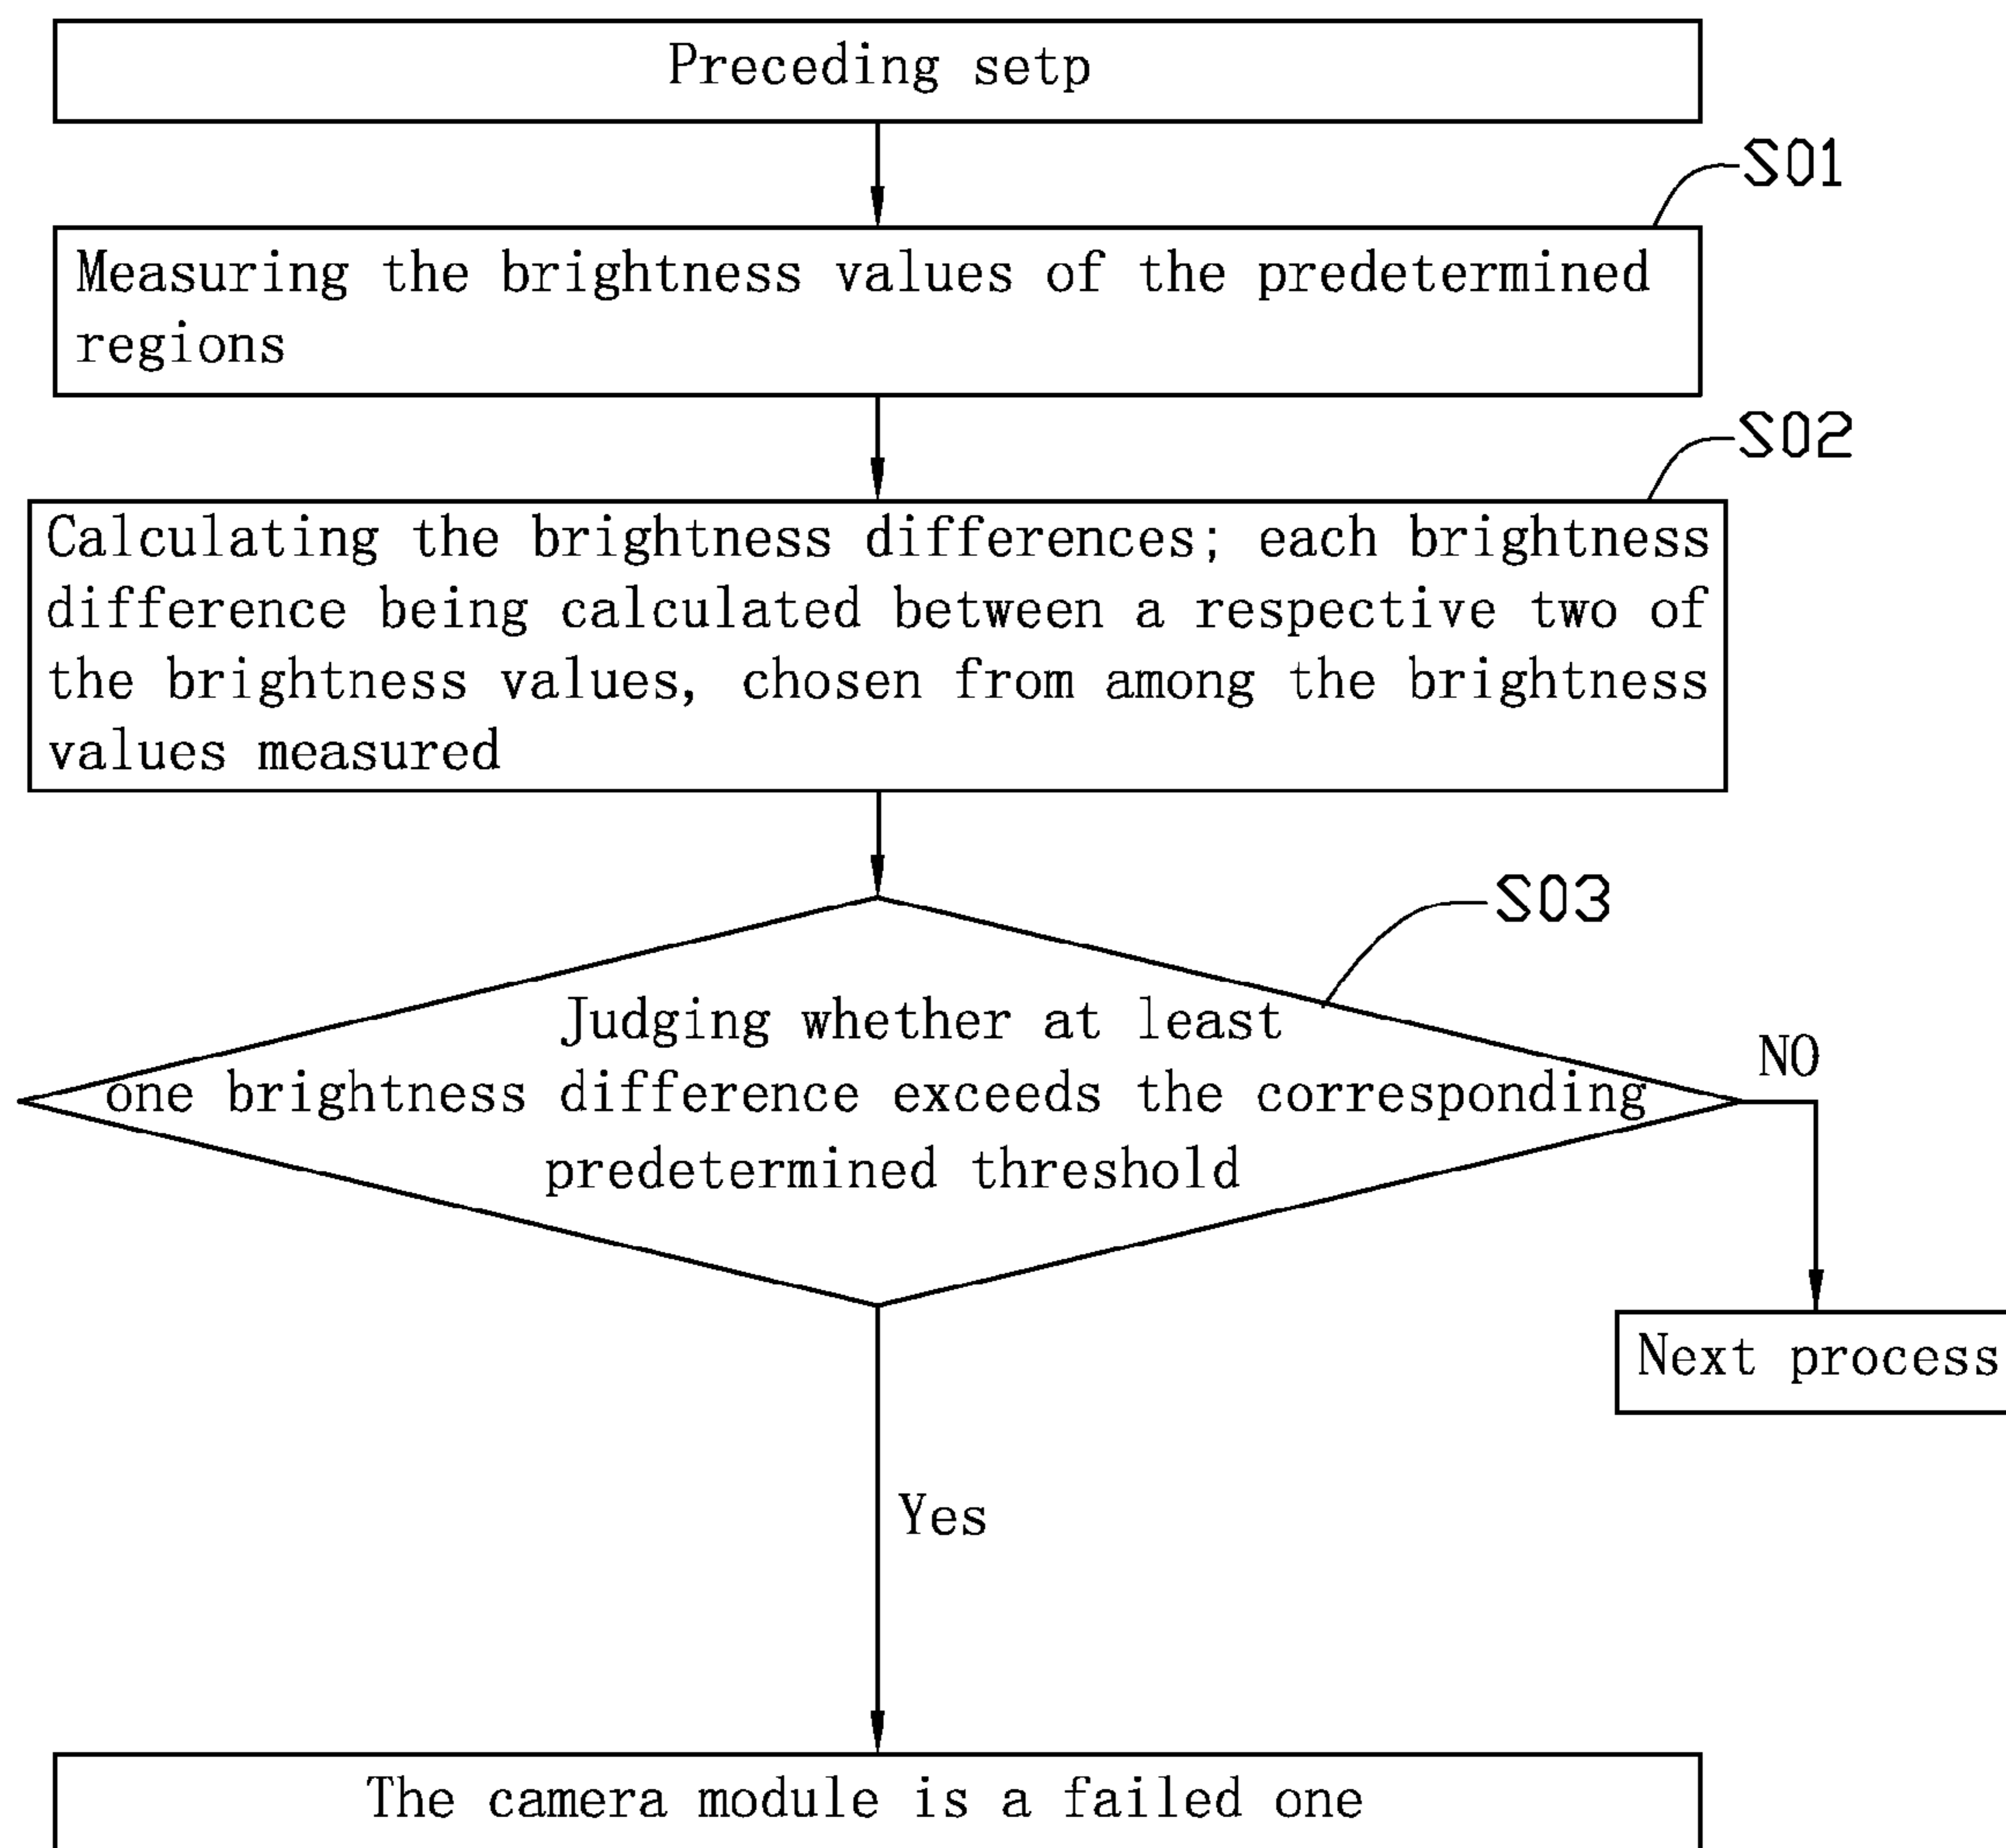 Preceding setp
S01
Measuring the brightness values of the predetermined
regions
S02
Calculating the brightness differences; each brightness
difference being calculated between a respective two of
the brightness values, chosen from among the brightness
values measured
S03
Judging whether at least
one brightness difference exceeds the corresponding
predetermined threshold
NO
Next process
Yes
The camera module is a failed one